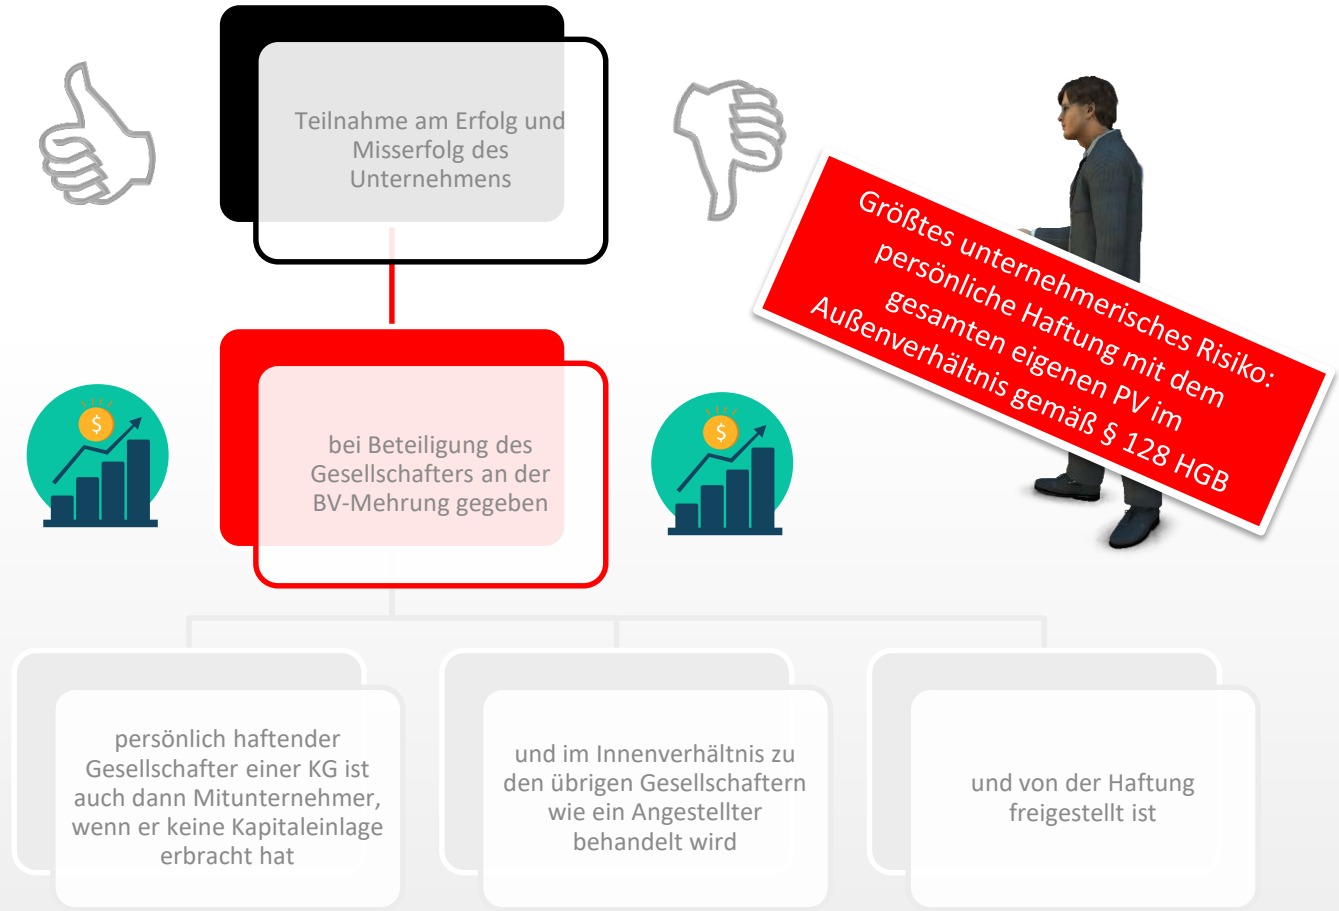 Teilnahme am Erfolg und
Misserfolg des
Unternehmens
Größtes unternehmerisches Risiko:
persönliche Haftung mit dem
gesamten eigenen PV im
Außenverhältnis gemäß § 128 HGB
$
bei Beteiligung des
Gesellschafters an der
BV-Mehrung gegeben
$
persönlich haftender
Gesellschafter einer KG ist
auch dann Mitunternehmer,
wenn er keine Kapitaleinlage
erbracht hat
und im Innenverhältnis zu
den übrigen Gesellschaftern
wie ein Angestellter
behandelt wird
und von der Haftung
freigestellt ist